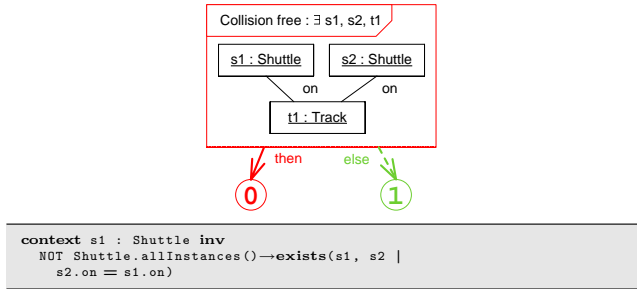 Collision free : ∃ s1, s2, t1
s1 : Shuttle s2 : Shuttle
on on
t1 : Track
then else
0 1
context s1 : Shuttle inv
NOT Shuttle.allInstances()→exists(s1, s2 |
s2.on = s1.on)